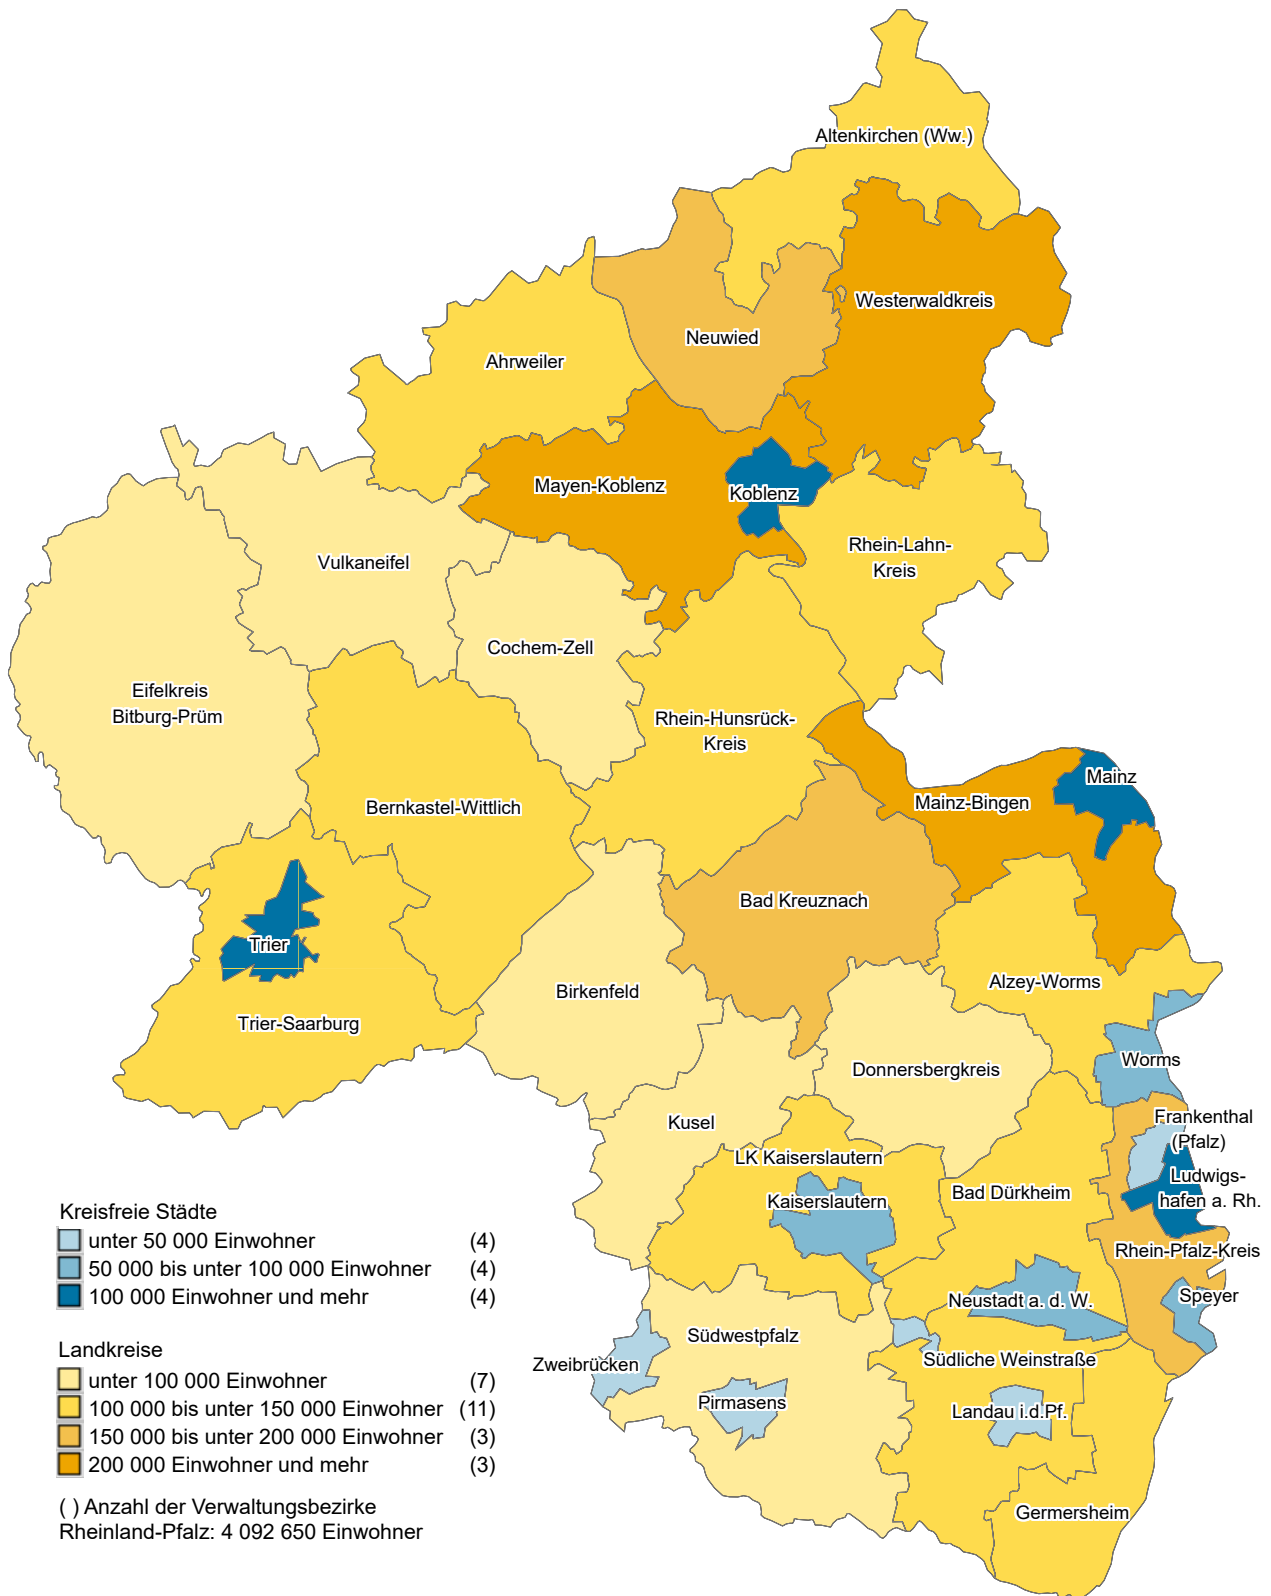 Altenkirchen (Ww.)
Westerwaldkreis
Neuwied
Ahrweiler
Mayen-Koblenz
Koblenz
Rhein-Lahn-
Kreis
Vulkaneifel
Cochem-Zell
Eifelkreis
Bitburg-Prüm
Rhein-Hunsrück-
Kreis
Mainz
Mainz-Bingen
Bernkastel-Wittlich
Bad Kreuznach
Trier
Alzey-Worms
Birkenfeld
Trier-Saarburg
Worms
Donnersbergkreis
Frankenthal
(Pfalz)
Kusel
LK Kaiserslautern
Ludwigs-
hafen a. Rh.
Bad Dürkheim
Kaiserslautern
Rhein-Pfalz-Kreis
Speyer
Neustadt a. d. W.
Südwestpfalz
Zweibrücken
Südliche Weinstraße
Pirmasens
Landau i.d.Pf.
Germersheim
Kreisfreie Städte
unter 50 000 Einwohner (4)
50 000 bis unter 100 000 Einwohner (4)
100 000 Einwohner und mehr (4)
Landkreise
unter 100 000 Einwohner (7)
100 000 bis unter 150 000 Einwohner (11)
150 000 bis unter 200 000 Einwohner (3)
200 000 Einwohner und mehr (3)
( ) Anzahl der Verwaltungsbezirke
Rheinland-Pfalz: 4 092 650 Einwohner